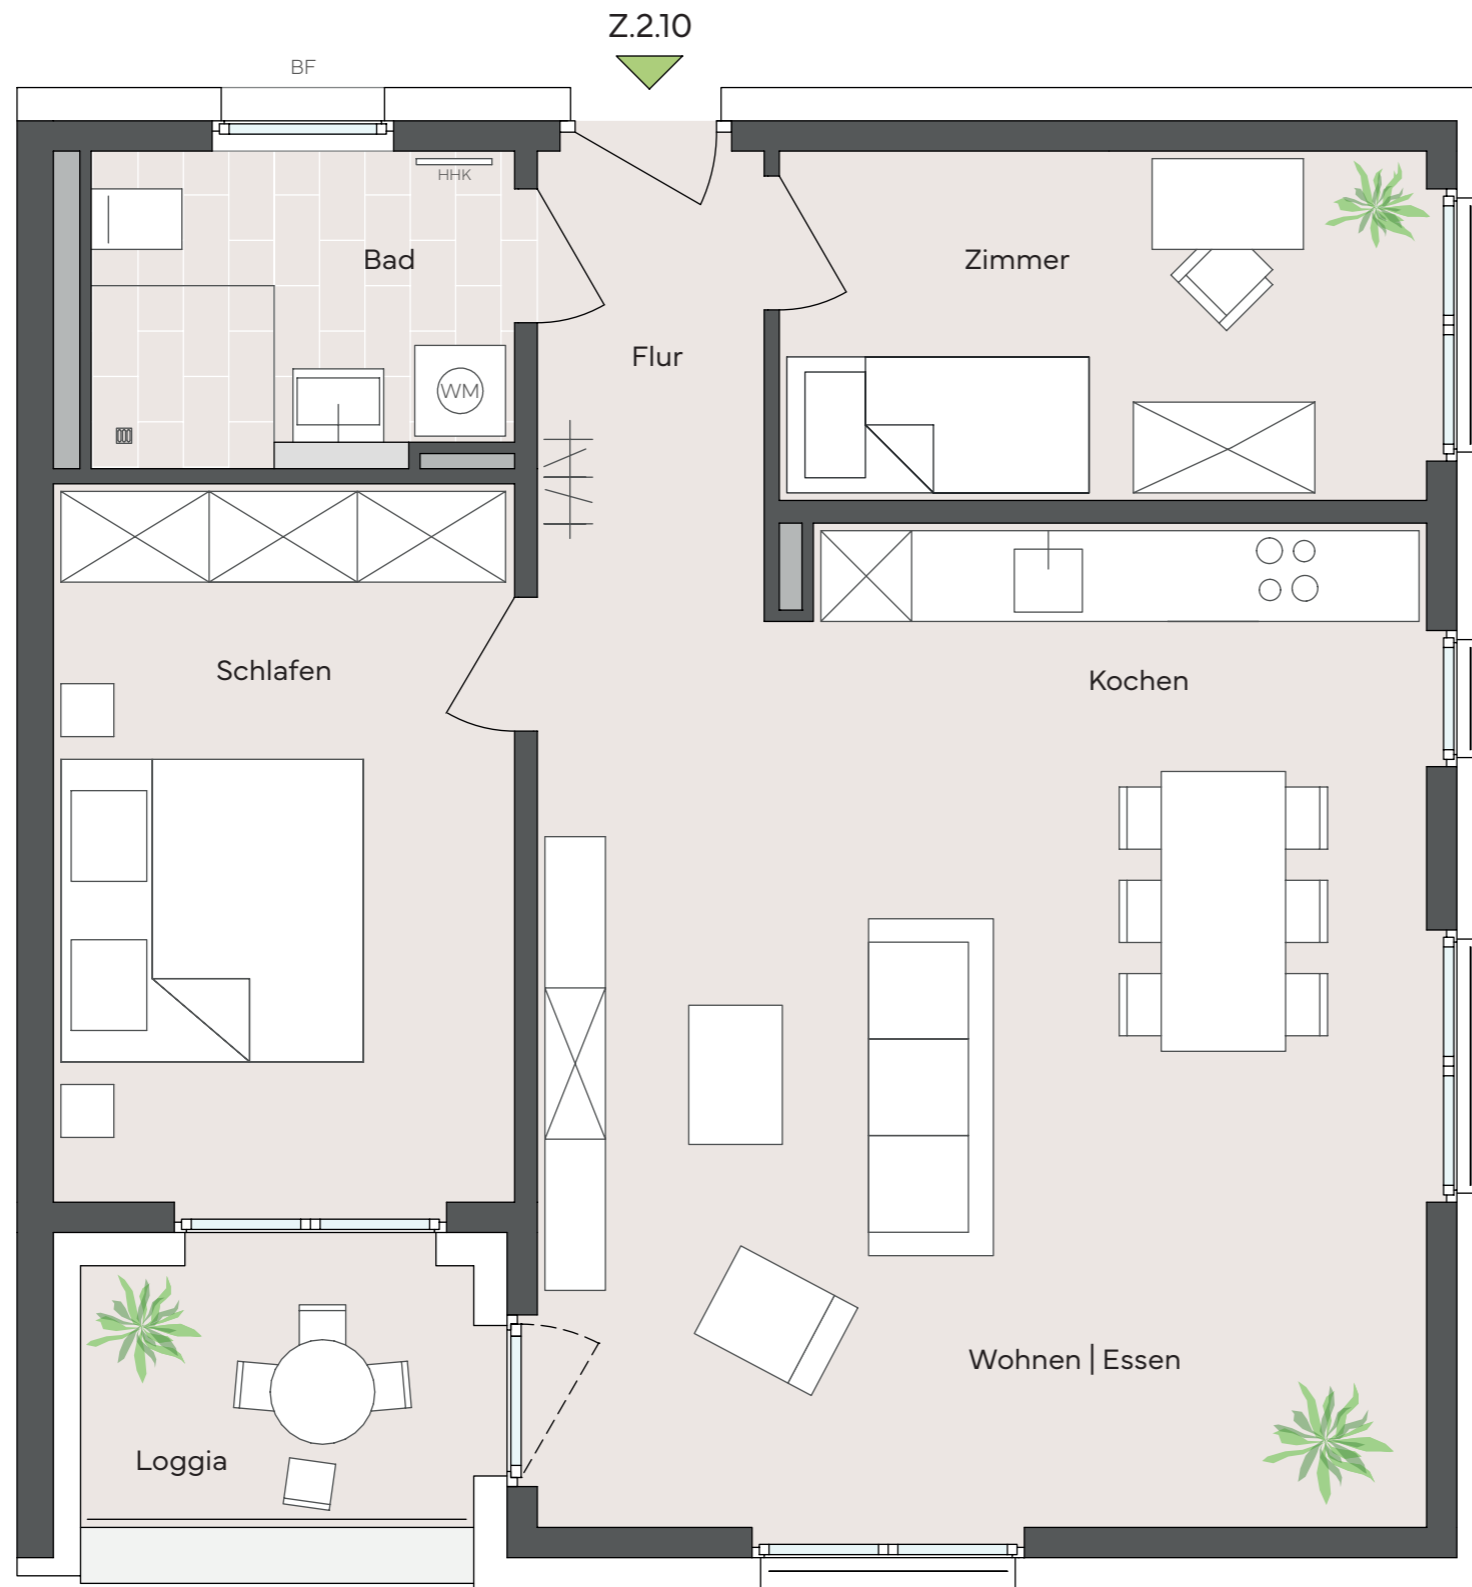 Z.2.10
BF
HHK
Bad
Zimmer
Flur
WM
Schlafen
Kochen
Wohnen | Essen
Loggia